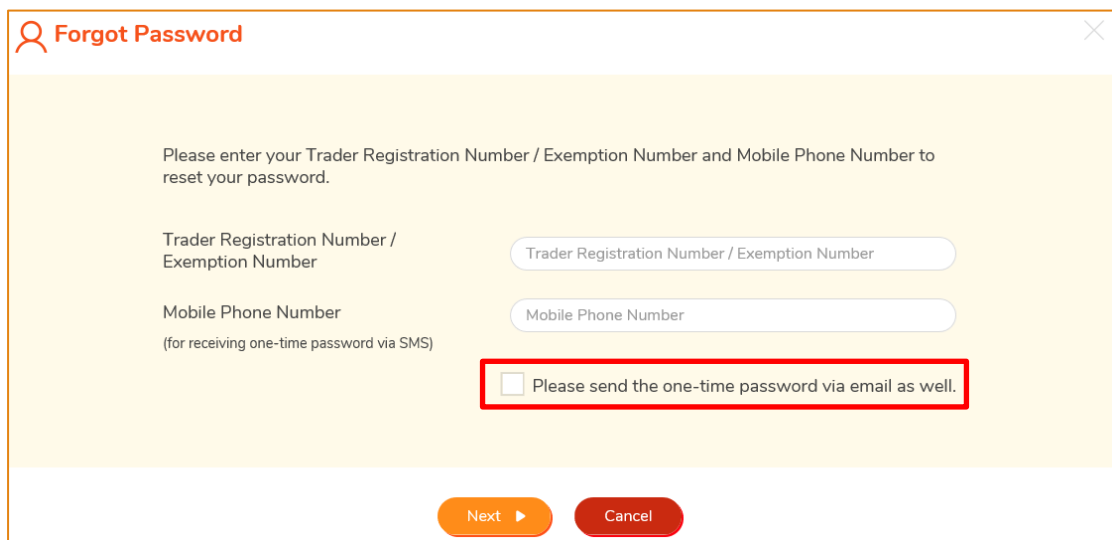 Forgot Password
Please enter your Trader Registration Number / Exemption Number and Mobile Phone Number to
reset your password.
Trader Registration Number /
Exemption Number
Trader Registration Number / Exemption Number
Mobile Phone Number
(for receiving one-time password via SMS)
Mobile Phone Number
Please send the one-time password via email as well.
Next
Cancel